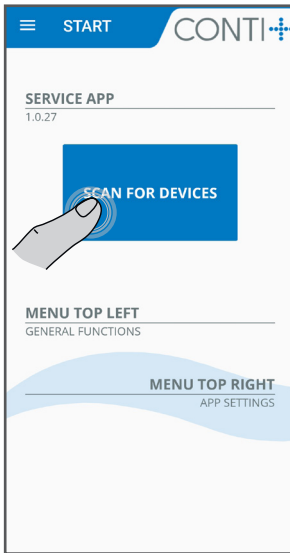 START
CONTI
SERVICE APP
1.0.27
SCAN FOR DEVICES
MENU TOP LEFT
GENERAL FUNCTIONS
MENU TOP RIGHT
APP SETTINGS